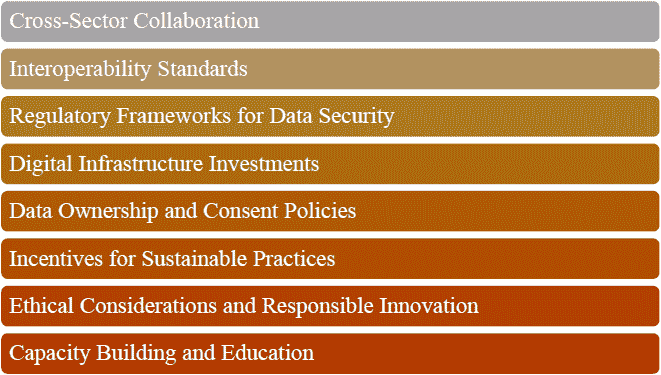 Cross-Sector Collaboration
Interoperability Standards
Regulatory Frameworks for Data Security
Digital Infrastructure Investments
Data Ownership and Consent Policies
Incentives for Sustainable Practices
Ethical Considerations and Responsible Innovation
Capacity Building and Education